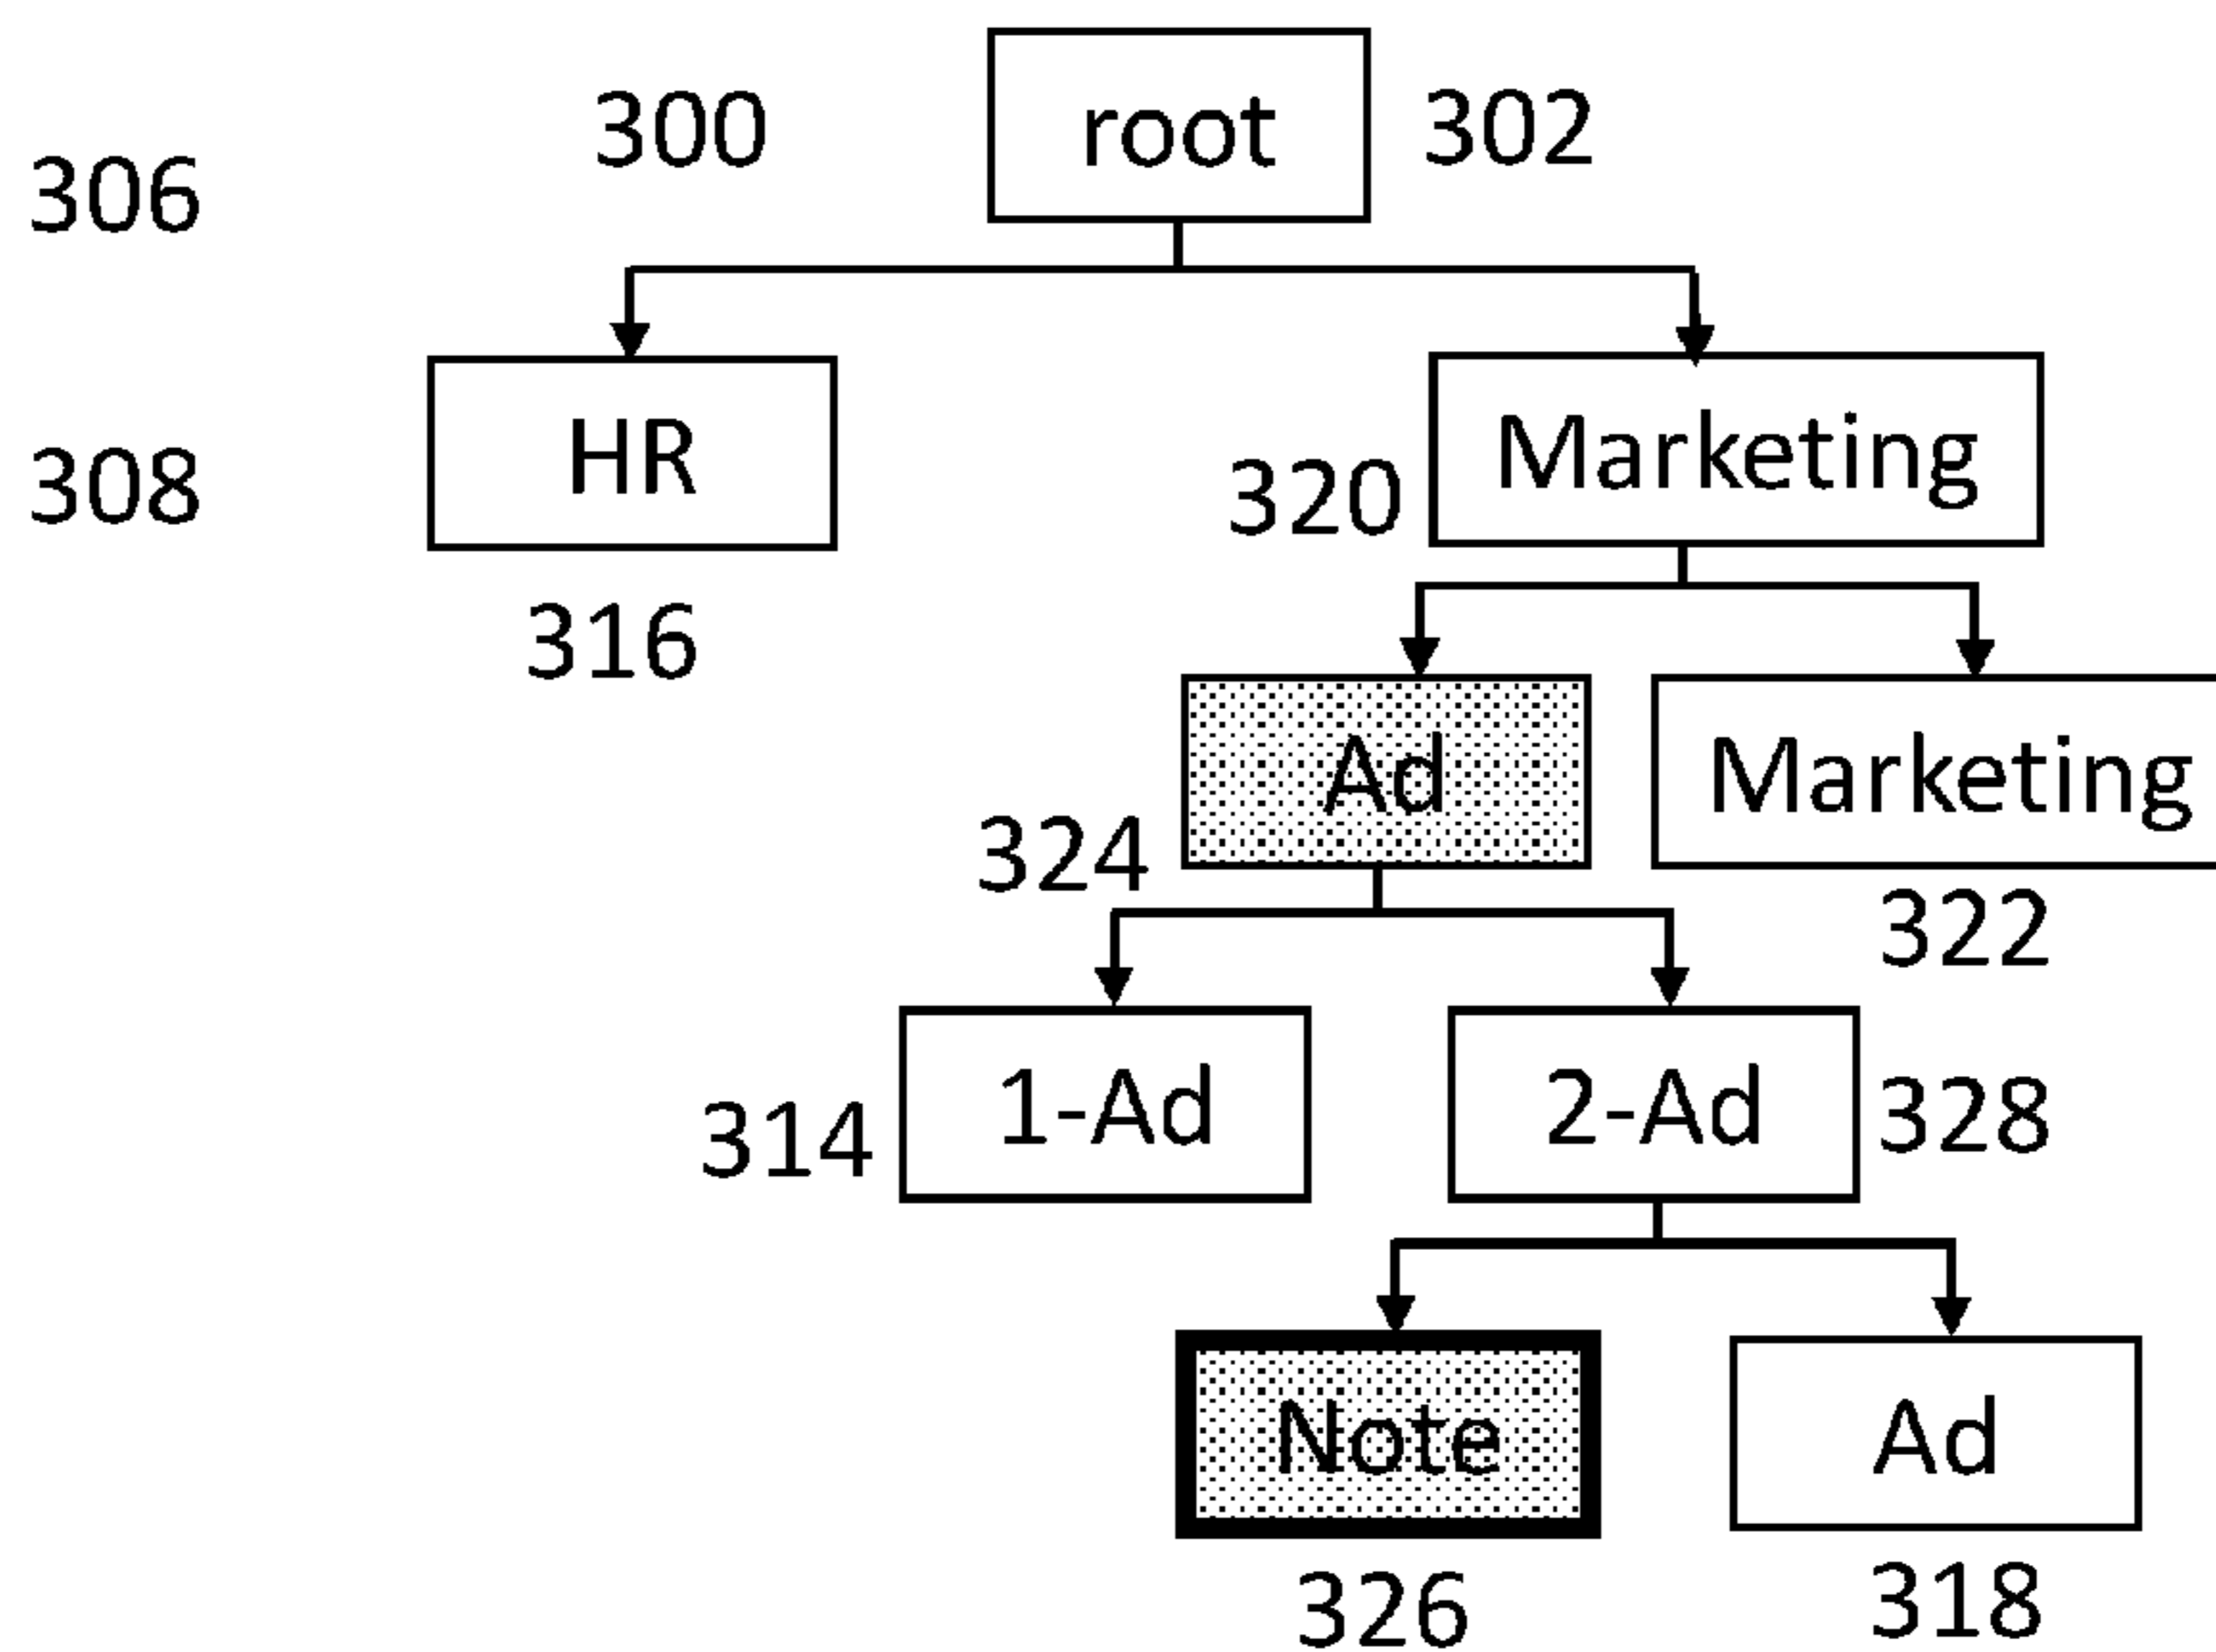 300
root
302
306
HR
Marketing
308
320
316
Ad
Marketing
324
322
1-Ad
2-Ad
328
314
Note
Ad
326
318